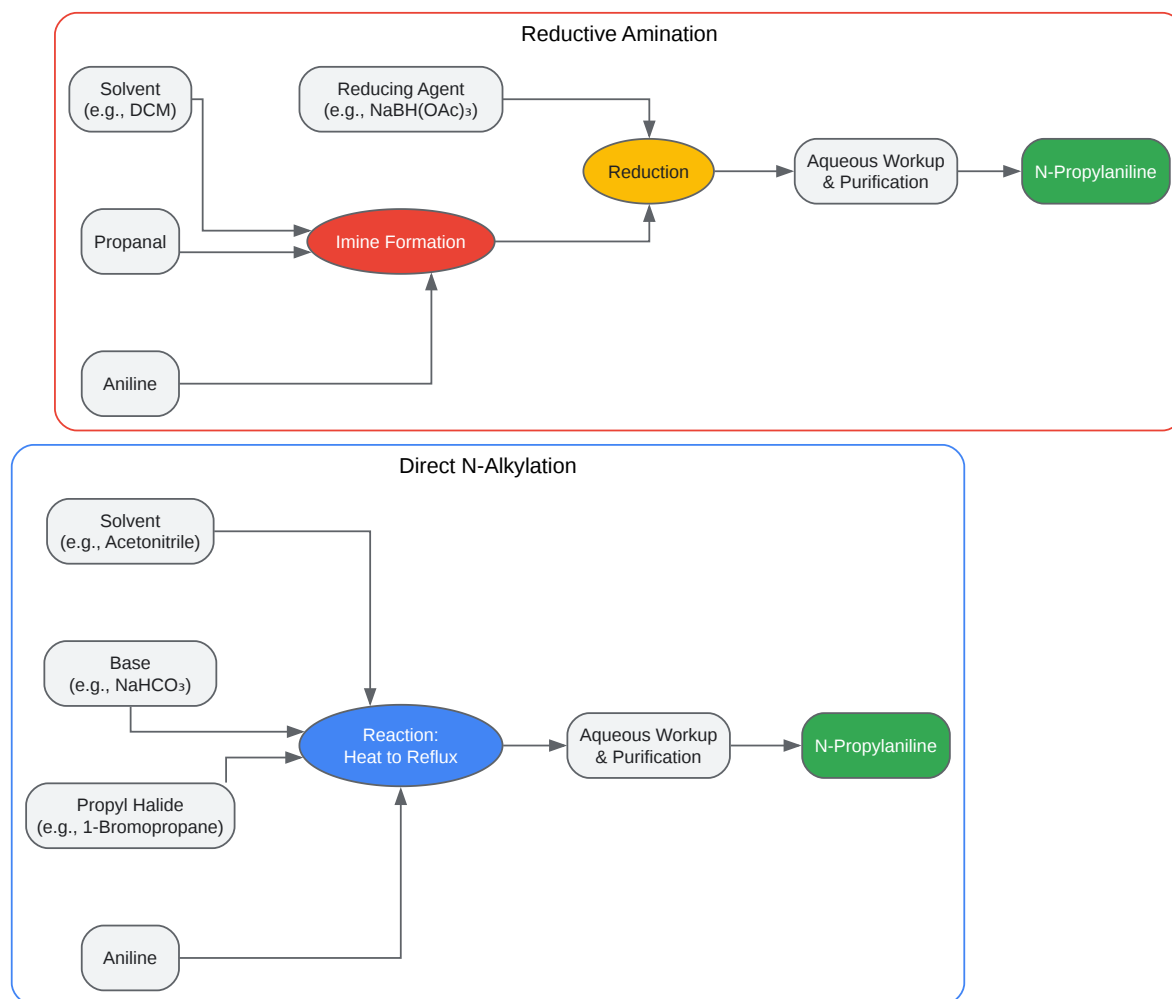 Reductive Amination
Solvent
(e.g., DCM)
Reducing Agent
(e.g., NaBH(OAc)₃)
Reduction
Aqueous Workup
& Purification
N-Propylaniline
Propanal
Imine Formation
Aniline
Direct N-Alkylation
Solvent
(e.g., Acetonitrile)
Base
(e.g., NaHCO₃)
Reaction:
Heat to Reflux
Aqueous Workup
& Purification
N-Propylaniline
Propyl Halide
(e.g., 1-Bromopropane)
Aniline